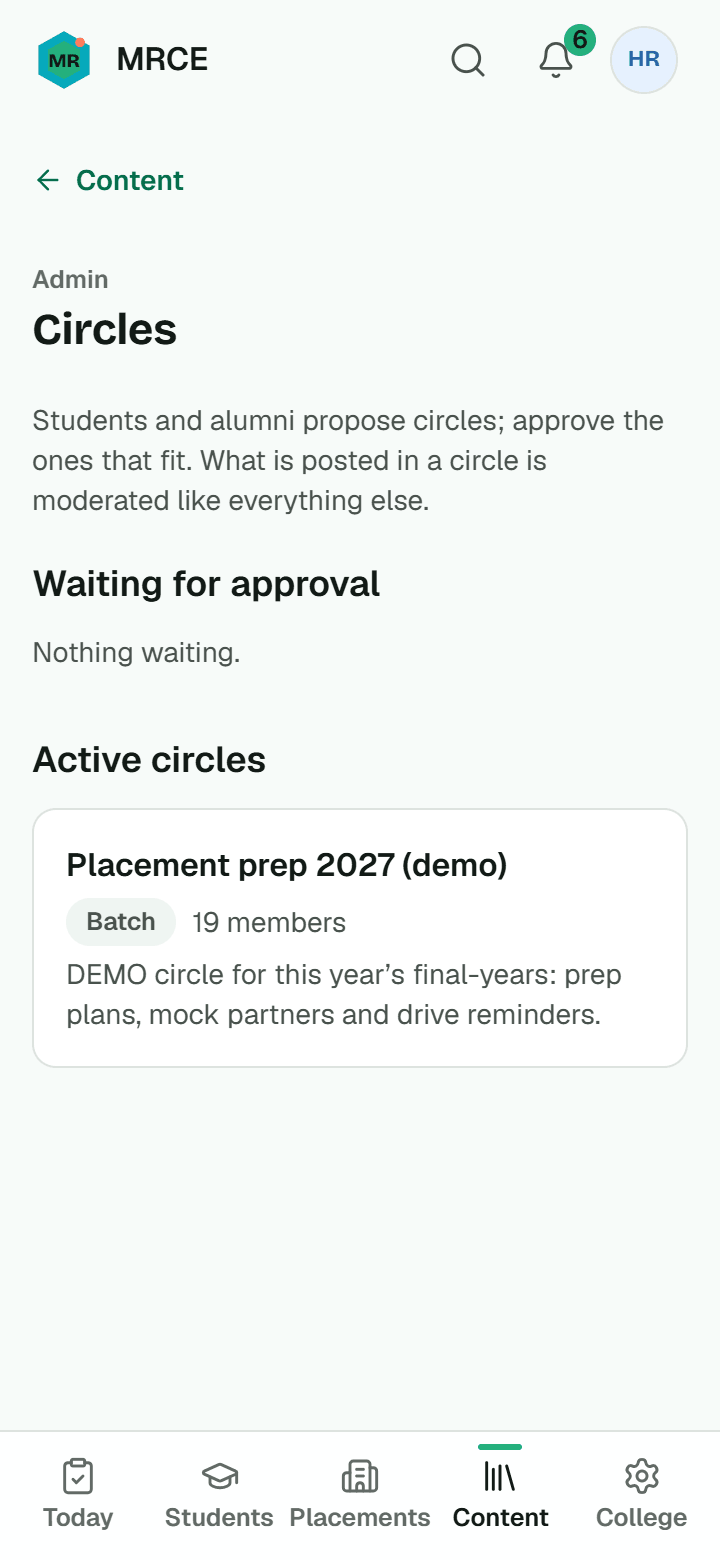 MR
MRCE
6
HR
Content
Admin
Circles
Students and alumni propose circles; approve the
ones that fit. What is posted in a circle is
moderated like everything else.
Waiting for approval
Nothing waiting.
Active circles
Placement prep 2027 (demo)
Batch 19 members
DEMO circle for this year’s final-years: prep
plans, mock partners and drive reminders.
Today Students Placements Content College